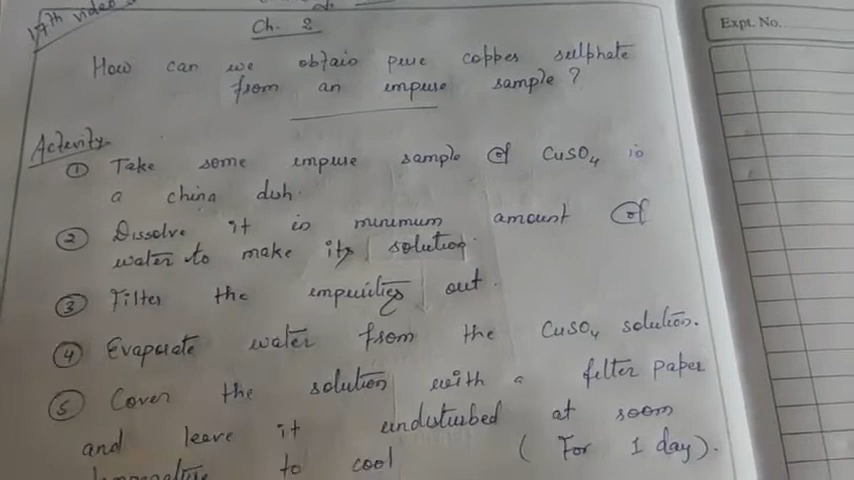 17th video
Ch. 2
Expt. No.
How can we obtain pure copper sulphate
from an impure sample ?
Activity
① Take some impure sample of CuSO4 in
a china dish.
② Dissolve it in minimum amount of
water to make its solution.
③ Filter the impurities out.
④ Evaporate water from the CuSO4 solution.
⑤ Cover the solution with a filter paper
and leave it undisturbed at room
temperature to cool ( For 1 day).